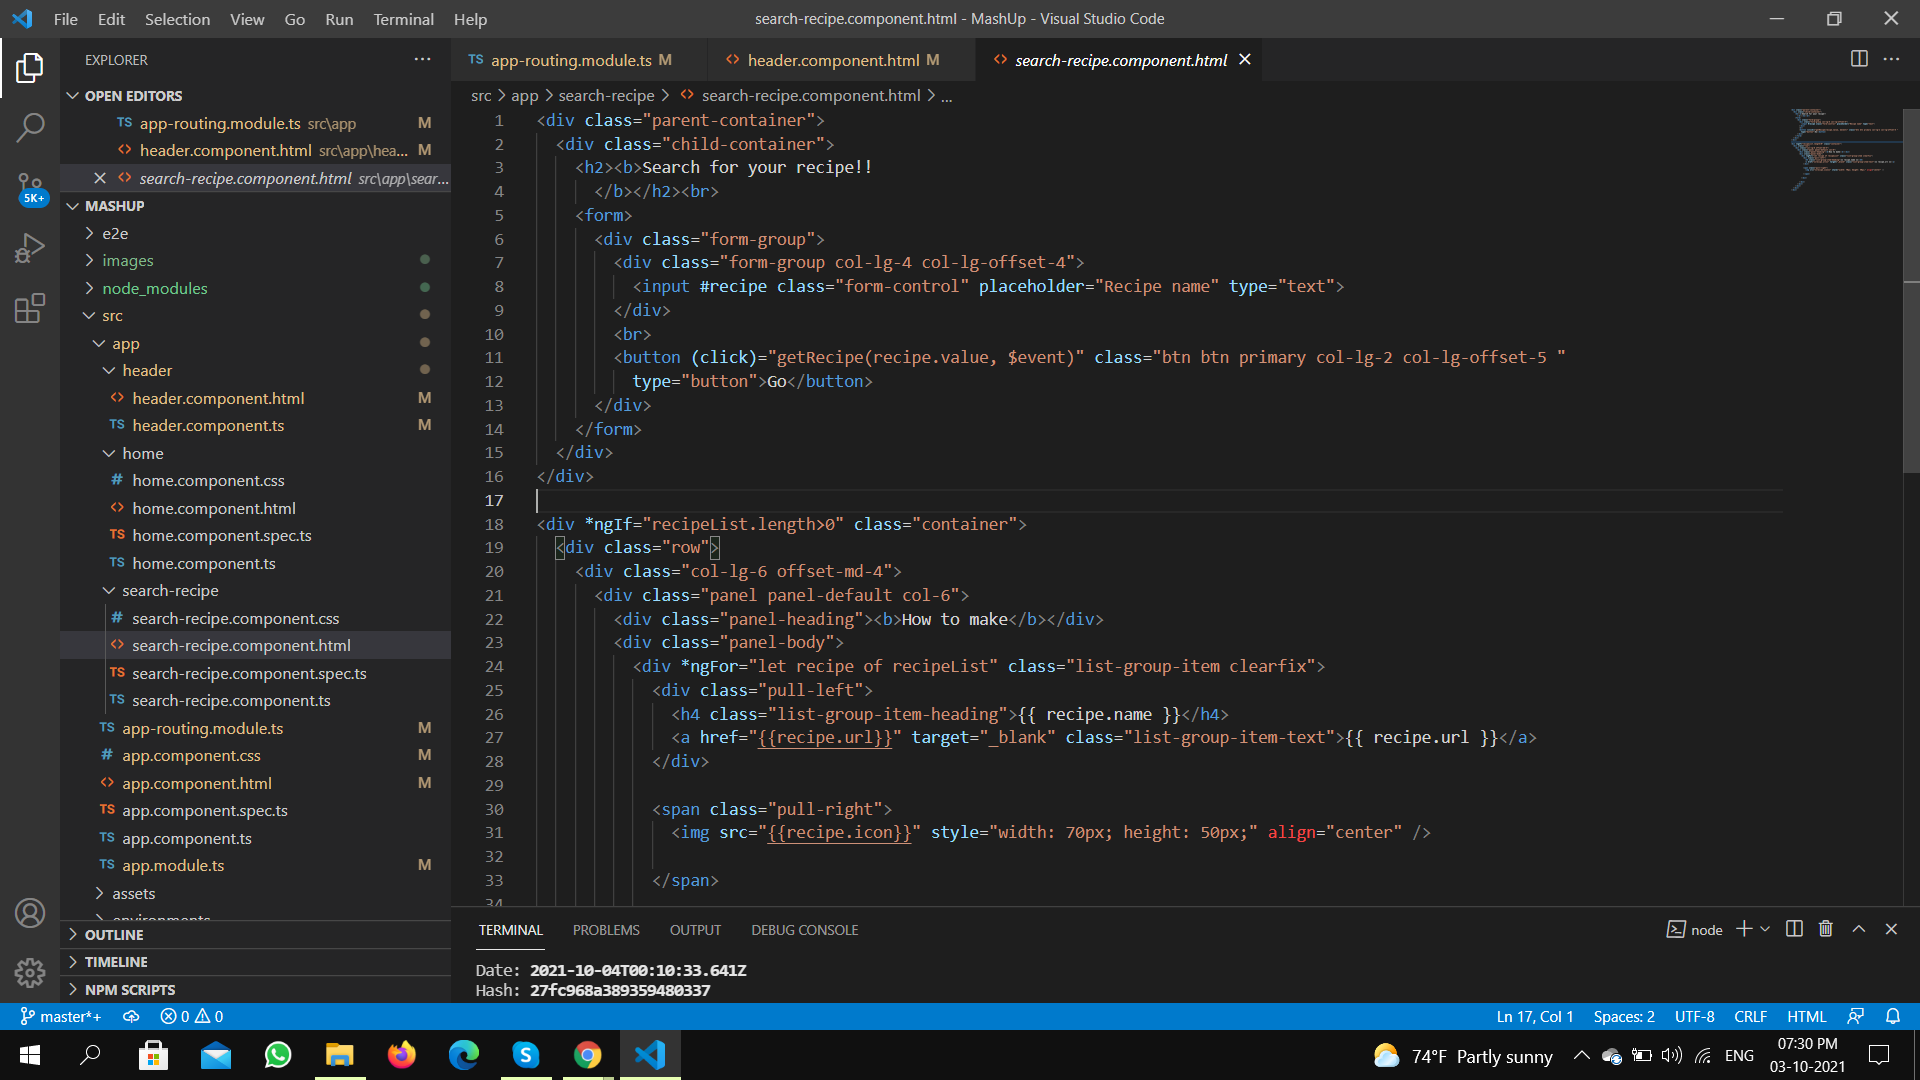 File Edit Selection View Go Run Terminal Help
search-recipe.component.html - MashUp - Visual Studio Code
EXPLORER
OPEN EDITORS
TS app-routing.module.ts src\app M
<> header.component.html src\app\hea... M
<> search-recipe.component.html src\app\sear...
5K+
MASHUP
e2e
images
node_modules
src
app
header
<> header.component.html M
TS header.component.ts M
home
# home.component.css
<> home.component.html
TS home.component.spec.ts
TS home.component.ts
search-recipe
# search-recipe.component.css
<> search-recipe.component.html
TS search-recipe.component.spec.ts
TS search-recipe.component.ts
TS app-routing.module.ts M
# app.component.css M
<> app.component.html M
TS app.component.spec.ts
TS app.component.ts
TS app.module.ts M
assets
environments
OUTLINE
TIMELINE
NPM SCRIPTS
TS app-routing.module.ts M
<> header.component.html M
<> search-recipe.component.html
src > app > search-recipe > <> search-recipe.component.html > ...
1 <div class="parent-container">
2 <div class="child-container">
3 <h2><b>Search for your recipe!!
4 </b></h2><br>
5 <form>
6 <div class="form-group">
7 <div class="form-group col-lg-4 col-lg-offset-4">
8 <input #recipe class="form-control" placeholder="Recipe name" type="text">
9 </div>
10 <br>
11 <button (click)="getRecipe(recipe.value, $event)" class="btn btn primary col-lg-2 col-lg-offset-5 "
12 type="button">Go</button>
13 </div>
14 </form>
15 </div>
16 </div>
17
18 <div *ngIf="recipeList.length>0" class="container">
19 <div class="row">
20 <div class="col-lg-6 offset-md-4">
21 <div class="panel panel-default col-6">
22 <div class="panel-heading"><b>How to make</b></div>
23 <div class="panel-body">
24 <div *ngFor="let recipe of recipeList" class="list-group-item clearfix">
25 <div class="pull-left">
26 <h4 class="list-group-item-heading">{{ recipe.name }}</h4>
27 <a href="{{recipe.url}}" target="_blank" class="list-group-item-text">{{ recipe.url }}</a>
28 </div>
29
30 <span class="pull-right">
31 <img src="{{recipe.icon}}" style="width: 70px; height: 50px;" align="center" />
32
33 </span>
34
TERMINAL PROBLEMS OUTPUT DEBUG CONSOLE
node
Date: 2021-10-04T00:10:33.641Z
Hash: 27fc968a389359480337
master*+ 0 0
Ln 17, Col 1 Spaces: 2 UTF-8 CRLF HTML
74°F Partly sunny
ENG
07:30 PM
03-10-2021